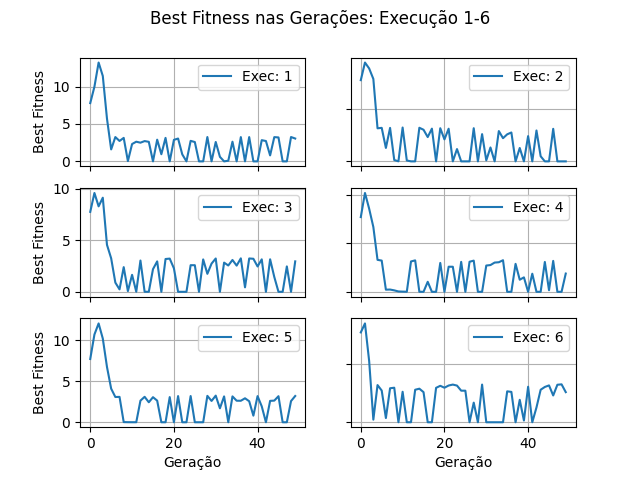 Best Fitness nas Gerações: Execução 1-6
Best Fitness
10
5
0
Exec: 1
Exec: 2
Best Fitness
10
5
0
Exec: 3
Exec: 4
Best Fitness
10
5
0
Exec: 5
Exec: 6
0
20
40
Geração
0
20
40
Geração